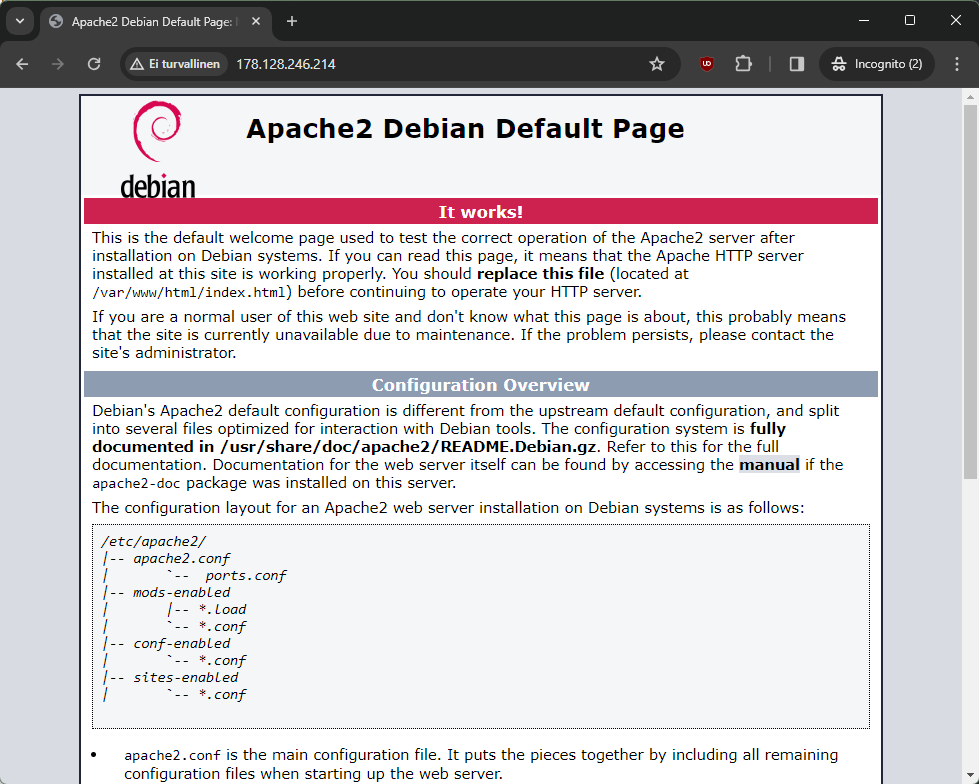 Apache2 Debian Default Page:
Ei turvallinen
178.128.246.214
Incognito (2)
debian
Apache2 Debian Default Page
It works!
This is the default welcome page used to test the correct operation of the Apache2 server after
installation on Debian systems. If you can read this page, it means that the Apache HTTP server
installed at this site is working properly. You should replace this file (located at
/var/www/html/index.html) before continuing to operate your HTTP server.
If you are a normal user of this web site and don't know what this page is about, this probably means
that the site is currently unavailable due to maintenance. If the problem persists, please contact the
site's administrator.
Configuration Overview
Debian's Apache2 default configuration is different from the upstream default configuration, and split
into several files optimized for interaction with Debian tools. The configuration system is fully
documented in /usr/share/doc/apache2/README.Debian.gz. Refer to this for the full
documentation. Documentation for the web server itself can be found by accessing the manual if the
apache2-doc package was installed on this server.
The configuration layout for an Apache2 web server installation on Debian systems is as follows:
/etc/apache2/
|-- apache2.conf
|       `--  ports.conf
|-- mods-enabled
|       |-- *.load
|       `-- *.conf
|-- conf-enabled
|       `-- *.conf
|-- sites-enabled
|       `-- *.conf
• apache2.conf is the main configuration file. It puts the pieces together by including all remaining
configuration files when starting up the web server.